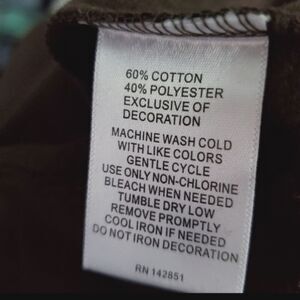 60% COTTON
40% POLYESTER
EXCLUSIVE OF
DECORATION
MACHINE WASH COLD
WITH LIKE COLORS
GENTLE CYCLE
USE ONLY NON-CHLORINE
BLEACH WHEN NEEDED
TUMBLE DRY LOW
REMOVE PROMPTLY
COOL IRON IF NEEDED
DO NOT IRON DECORATION
RN 142851